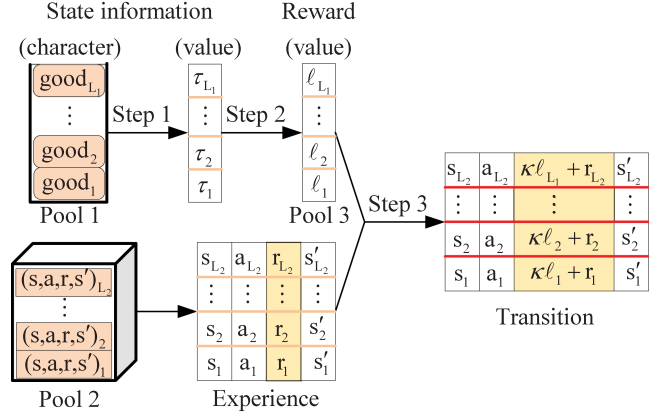 State information
Reward
(character)
(value)
(value)
good_{L_1}
⋮
good_2
good_1
Pool 1
Step 1
τ_{L_1}
⋮
τ_2
τ_1
Step 2
ℓ_{L_1}
⋮
ℓ_2
ℓ_1
Pool 3
Step 3
(s,a,r,s′)_{L_2}
⋮
(s,a,r,s′)_2
(s,a,r,s′)_1
Pool 2
s_{L_2} a_{L_2} r_{L_2} s′_{L_2}
⋮ ⋮ ⋮ ⋮
s_2 a_2 r_2 s′_2
s_1 a_1 r_1 s′_1
Experience
s_{L_2} a_{L_2} κℓ_{L_1} + r_{L_2} s′_{L_2}
⋮ ⋮ ⋮ ⋮
s_2 a_2 κℓ_2 + r_2 s′_2
s_1 a_1 κℓ_1 + r_1 s′_1
Transition